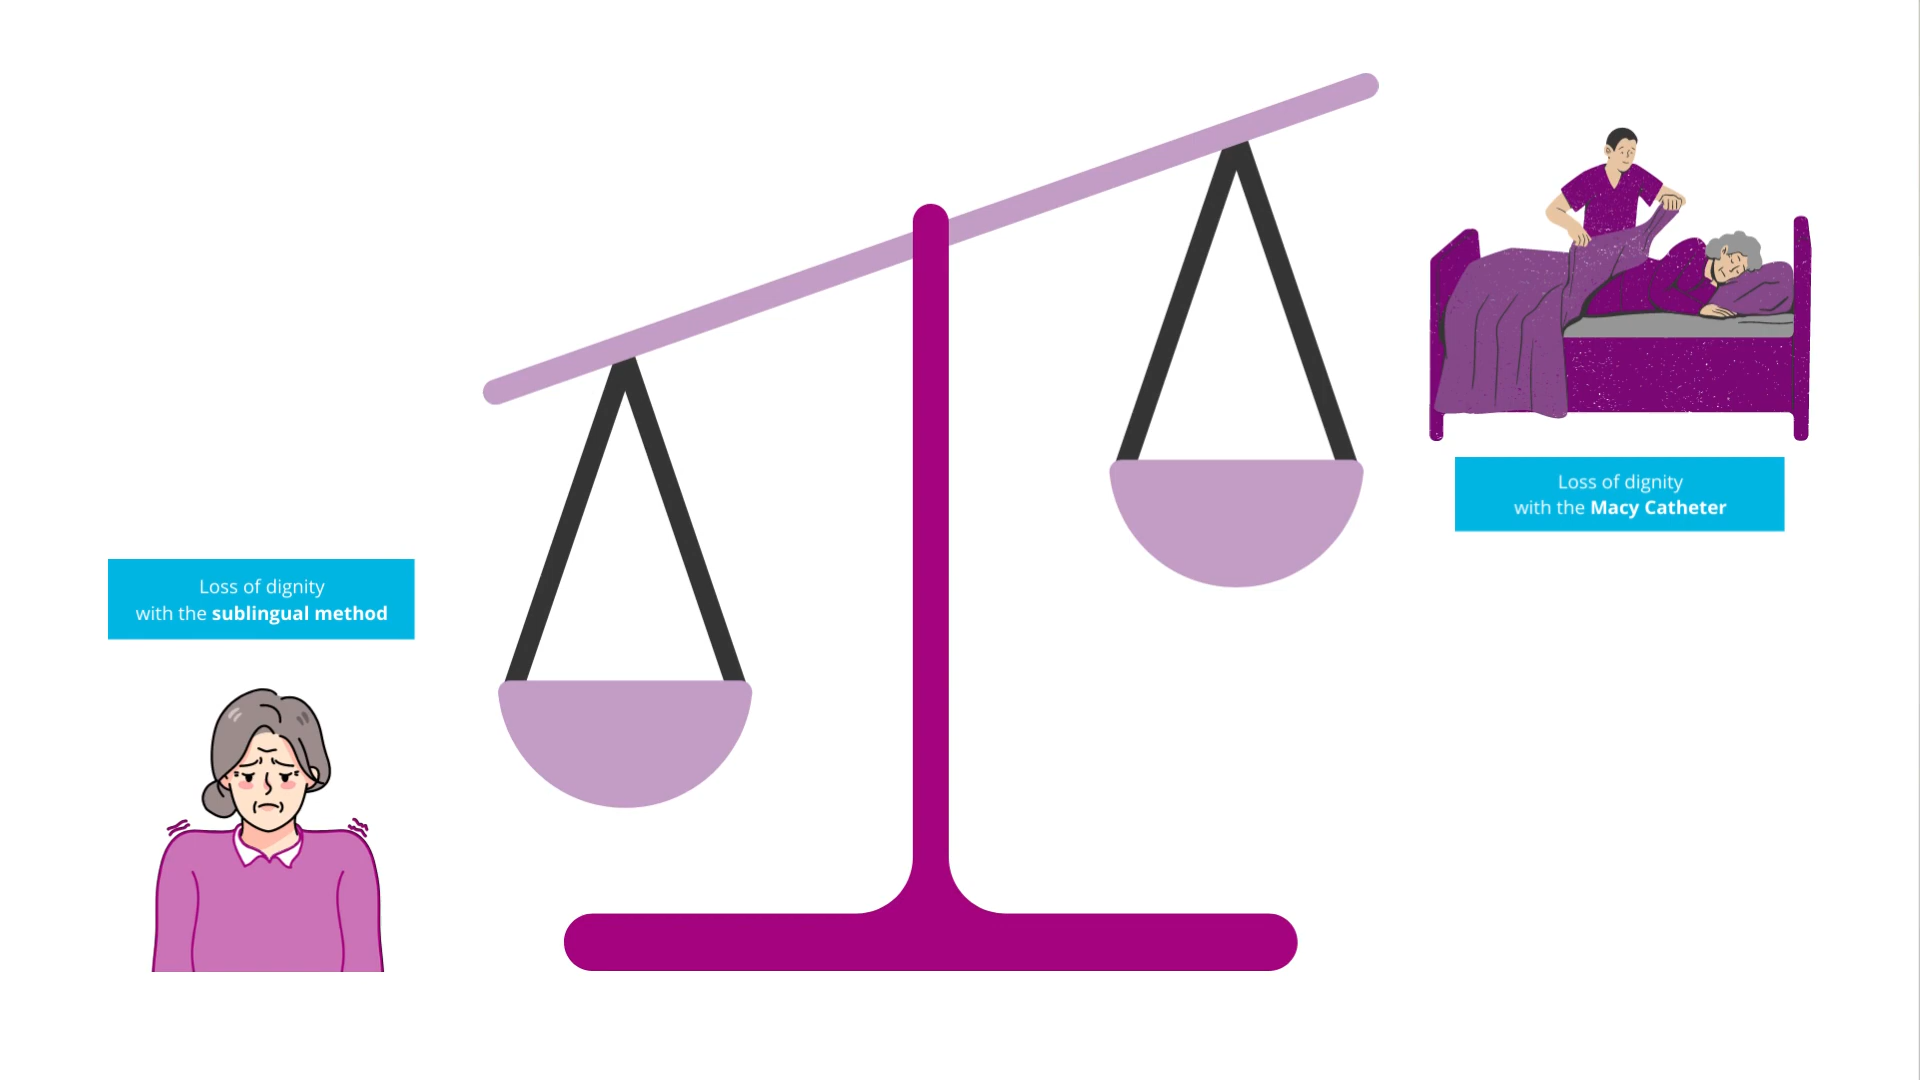 Loss of dignity
with the Macy Catheter
Loss of dignity
with the sublingual method